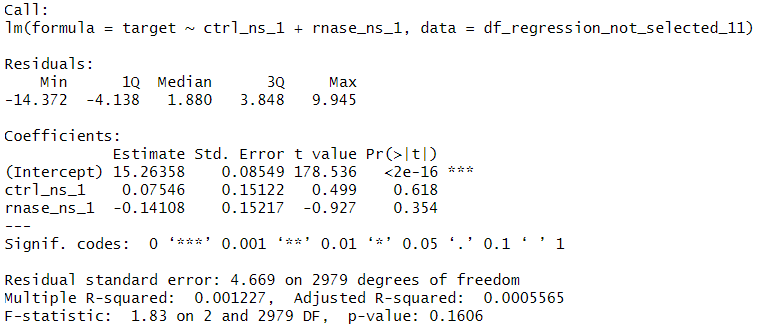 Call:
lm(formula = target ~ ctrl_ns_1 + rnase_ns_1, data = df_regression_not_selected_11)
Residuals:
    Min      1Q  Median      3Q     Max
-14.372  -4.138   1.880   3.848   9.945
Coefficients:
            Estimate Std. Error t value Pr(>|t|)
(Intercept) 15.26358    0.08549 178.536   <2e-16 ***
ctrl_ns_1    0.07546    0.15122   0.499    0.618
rnase_ns_1  -0.14108    0.15217  -0.927    0.354
---
Signif. codes:  0 ‘***’ 0.001 ‘**’ 0.01 ‘*’ 0.05 ‘.’ 0.1 ‘ ’ 1
Residual standard error: 4.669 on 2979 degrees of freedom
Multiple R-squared:  0.001227,  Adjusted R-squared:  0.0005565
F-statistic:  1.83 on 2 and 2979 DF,  p-value: 0.1606